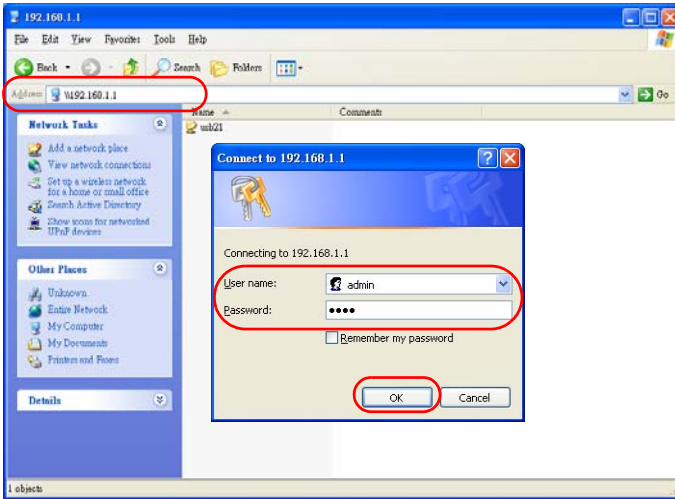 192.168.1.1
File Edit View Favorites Tools Help
Back Search Folders
Address \\192.168.1.1 Go
Name Comments
usb21
Network Tasks
Add a network place
View network connections
Set up a wireless network
for a home or small office
Search Active Directory
Show icons for networked
UPnP devices
Other Places
Unknown
Entire Network
My Computer
My Documents
Printers and Faxes
Details
1 objects
Connect to 192.168.1.1
Connecting to 192.168.1.1
User name: admin
Password: ●●●●
Remember my password
OK Cancel